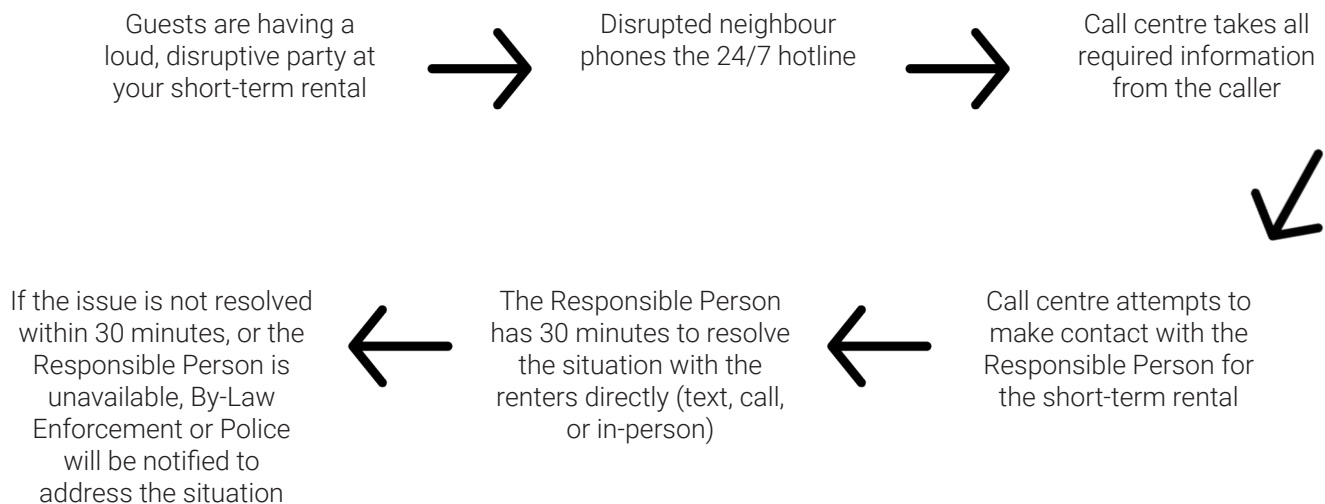 Guests are having a
loud, disruptive party at
your short-term rental
Disrupted neighbour
phones the 24/7 hotline
Call centre takes all
required information
from the caller
Call centre attempts to
make contact with the
Responsible Person for
the short-term rental
The Responsible Person
has 30 minutes to resolve
the situation with the
renters directly (text, call,
or in-person)
If the issue is not resolved
within 30 minutes, or the
Responsible Person is
unavailable, By-Law
Enforcement or Police
will be notified to
address the situation